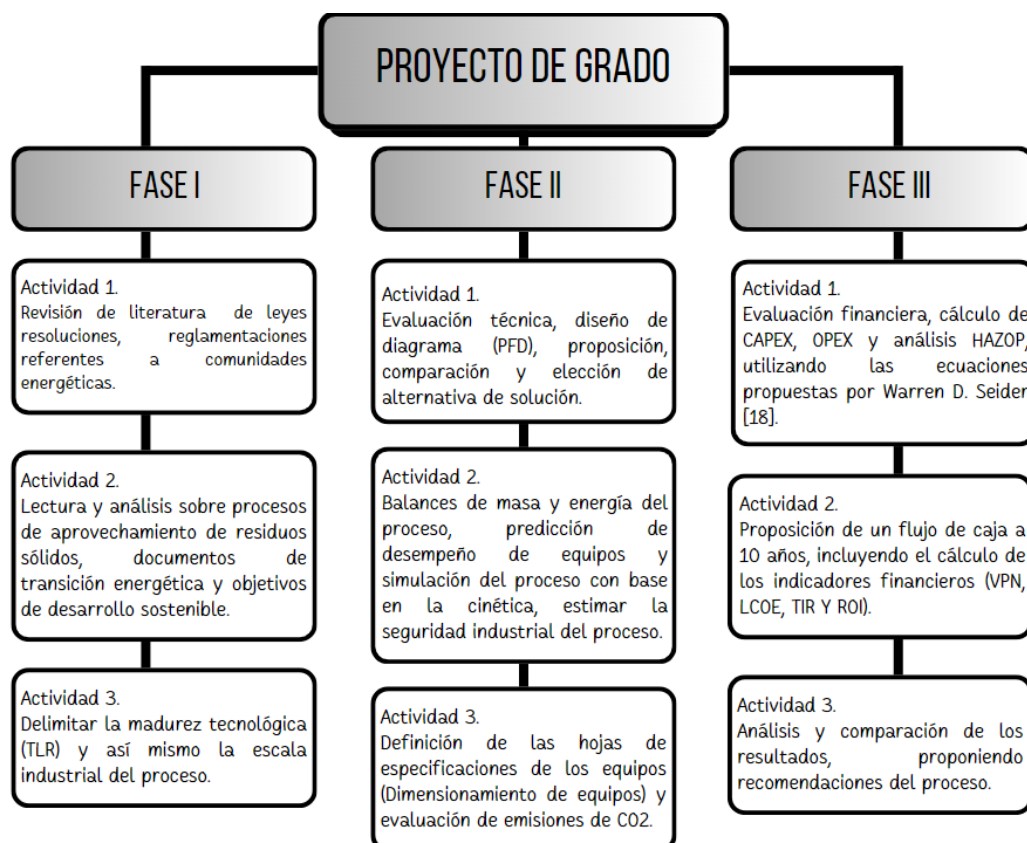 PROYECTO DE GRADO
FASE I
Actividad 1.
Revisión de literatura de leyes
resoluciones, reglamentaciones
referentes a comunidades
energéticas.
Actividad 2.
Lectura y análisis sobre procesos
de aprovechamiento de residuos
sólidos, documentos de
transición energética y objetivos
de desarrollo sostenible.
Actividad 3.
Delimitar la madurez tecnológica
(TLR) y así mismo la escala
industrial del proceso.
FASE II
Actividad 1.
Evaluación técnica, diseño de
diagrama (PFD), proposición,
comparación y elección de
alternativa de solución.
Actividad 2.
Balances de masa y energía del
proceso, predicción de
desempeño de equipos y
simulación del proceso con base
en la cinética, estimar la
seguridad industrial del proceso.
Actividad 3.
Definición de las hojas de
especificaciones de los equipos
(Dimensionamiento de equipos) y
evaluación de emisiones de CO2.
FASE III
Actividad 1.
Evaluación financiera, cálculo de
CAPEX, OPEX y análisis HAZOP,
utilizando las ecuaciones
propuestas por Warren D. Seider
[18].
Actividad 2.
Proposición de un flujo de caja a
10 años, incluyendo el cálculo de
los indicadores financieros (VPN,
LCOE, TIR Y ROI).
Actividad 3.
Análisis y comparación de los
resultados, proponiendo
recomendaciones del proceso.